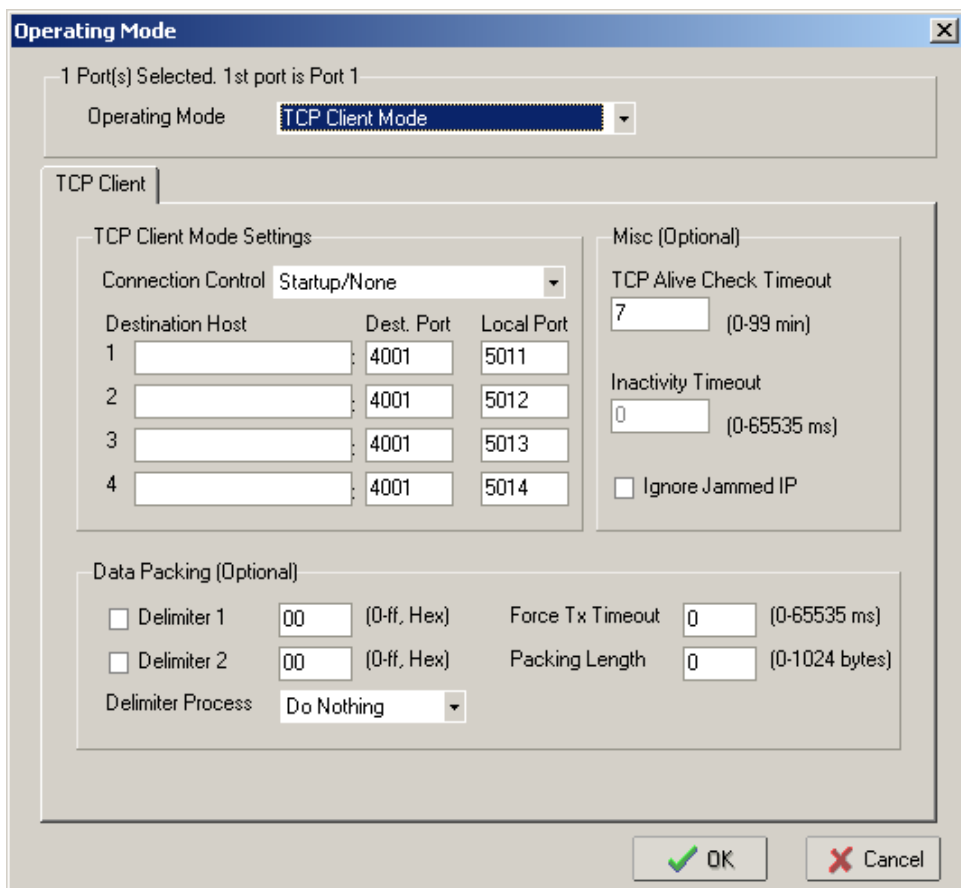 Operating Mode
1 Port(s) Selected. 1st port is Port 1
Operating Mode TCP Client Mode
TCP Client
TCP Client Mode Settings
Connection Control Startup/None
Destination Host Dest. Port Local Port
1 : 4001 5011
2 : 4001 5012
3 : 4001 5013
4 : 4001 5014
Misc (Optional)
TCP Alive Check Timeout
7 (0-99 min)
Inactivity Timeout
0 (0-65535 ms)
Ignore Jammed IP
Data Packing (Optional)
Delimiter 1 00 (0-ff, Hex) Force Tx Timeout 0 (0-65535 ms)
Delimiter 2 00 (0-ff, Hex) Packing Length 0 (0-1024 bytes)
Delimiter Process Do Nothing
OK Cancel